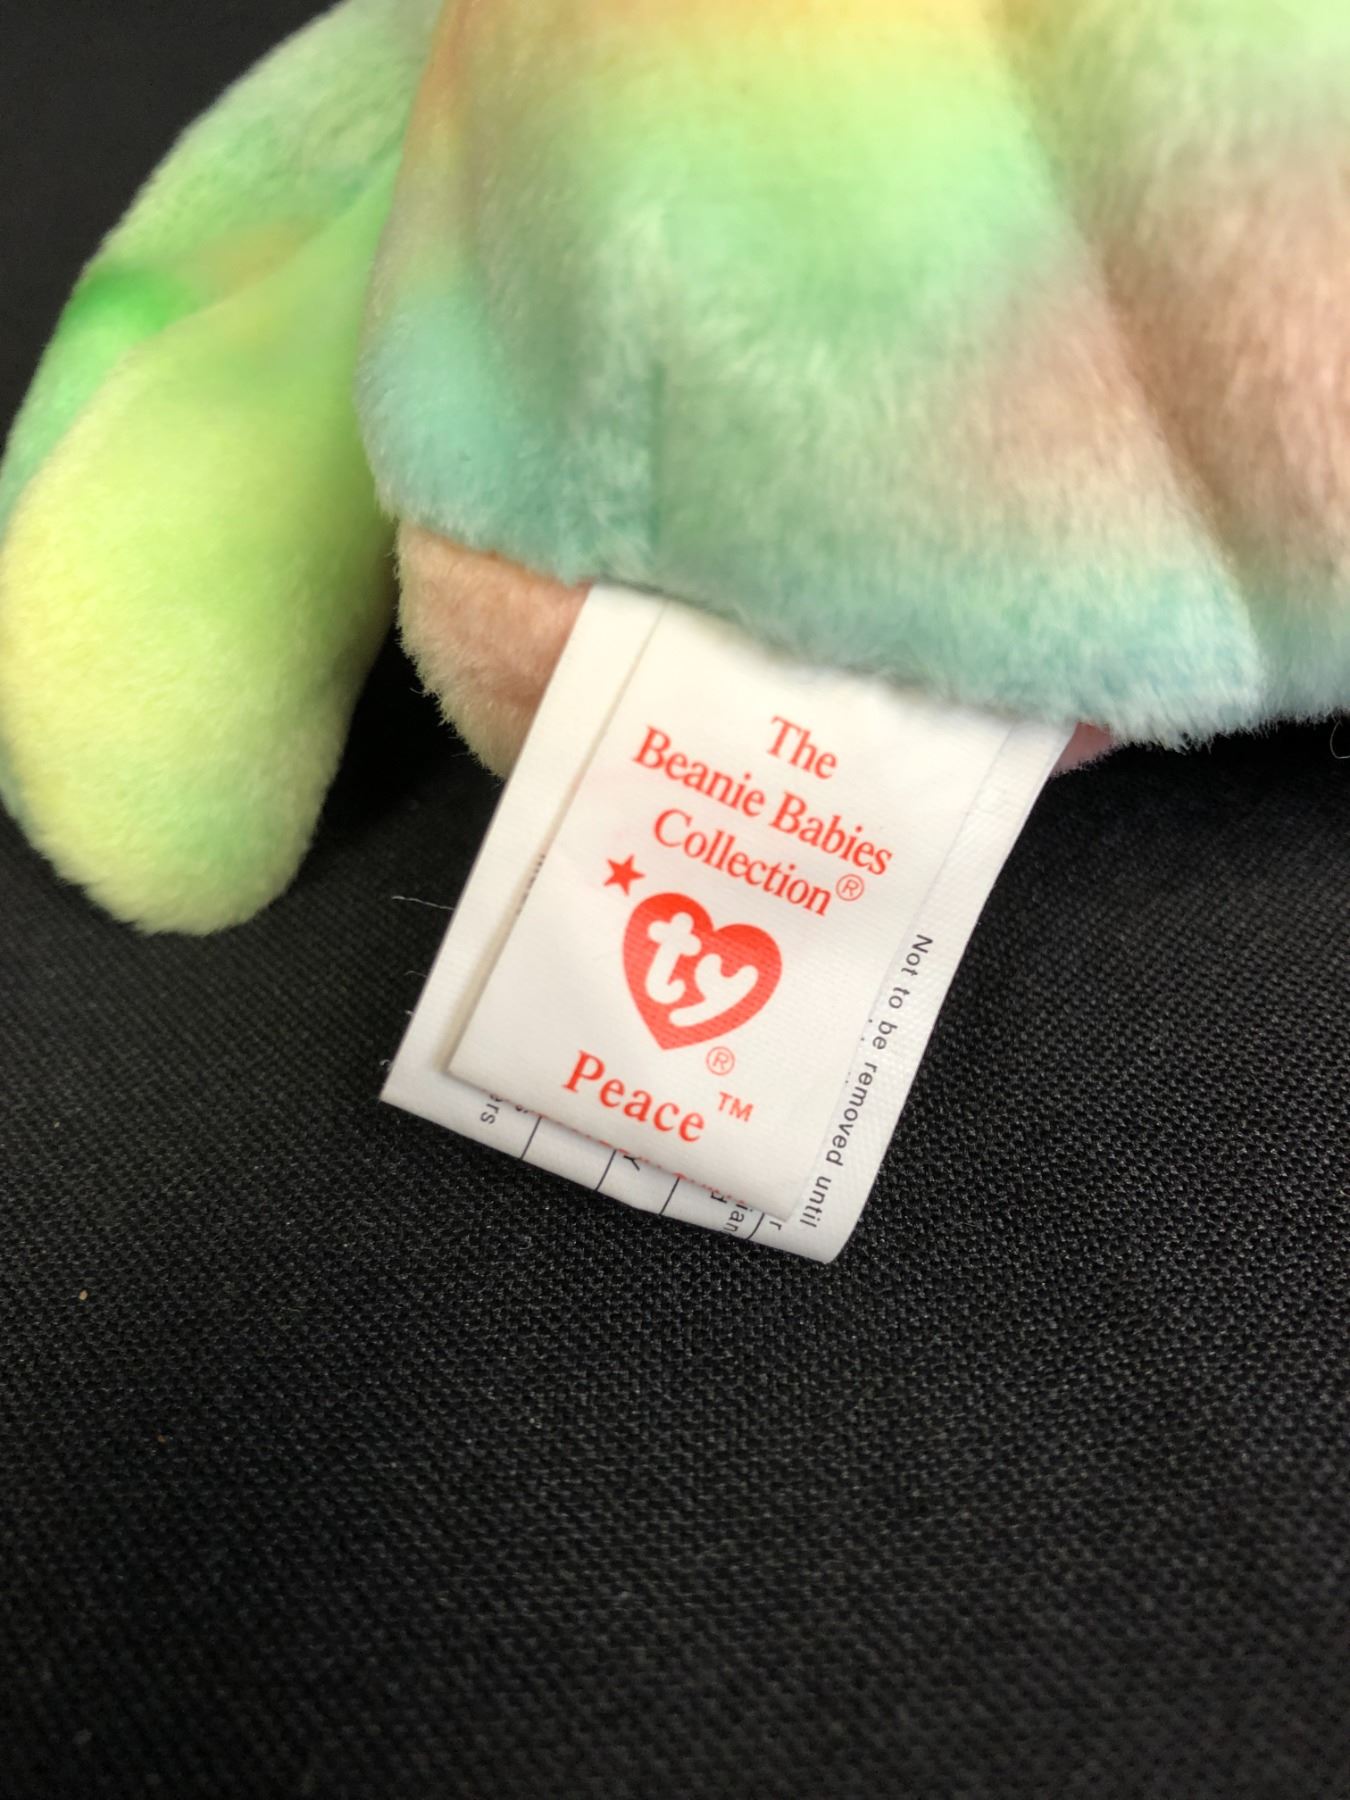 The
Beanie Babies
Collection®
ty®
Peace™
Not to be removed until